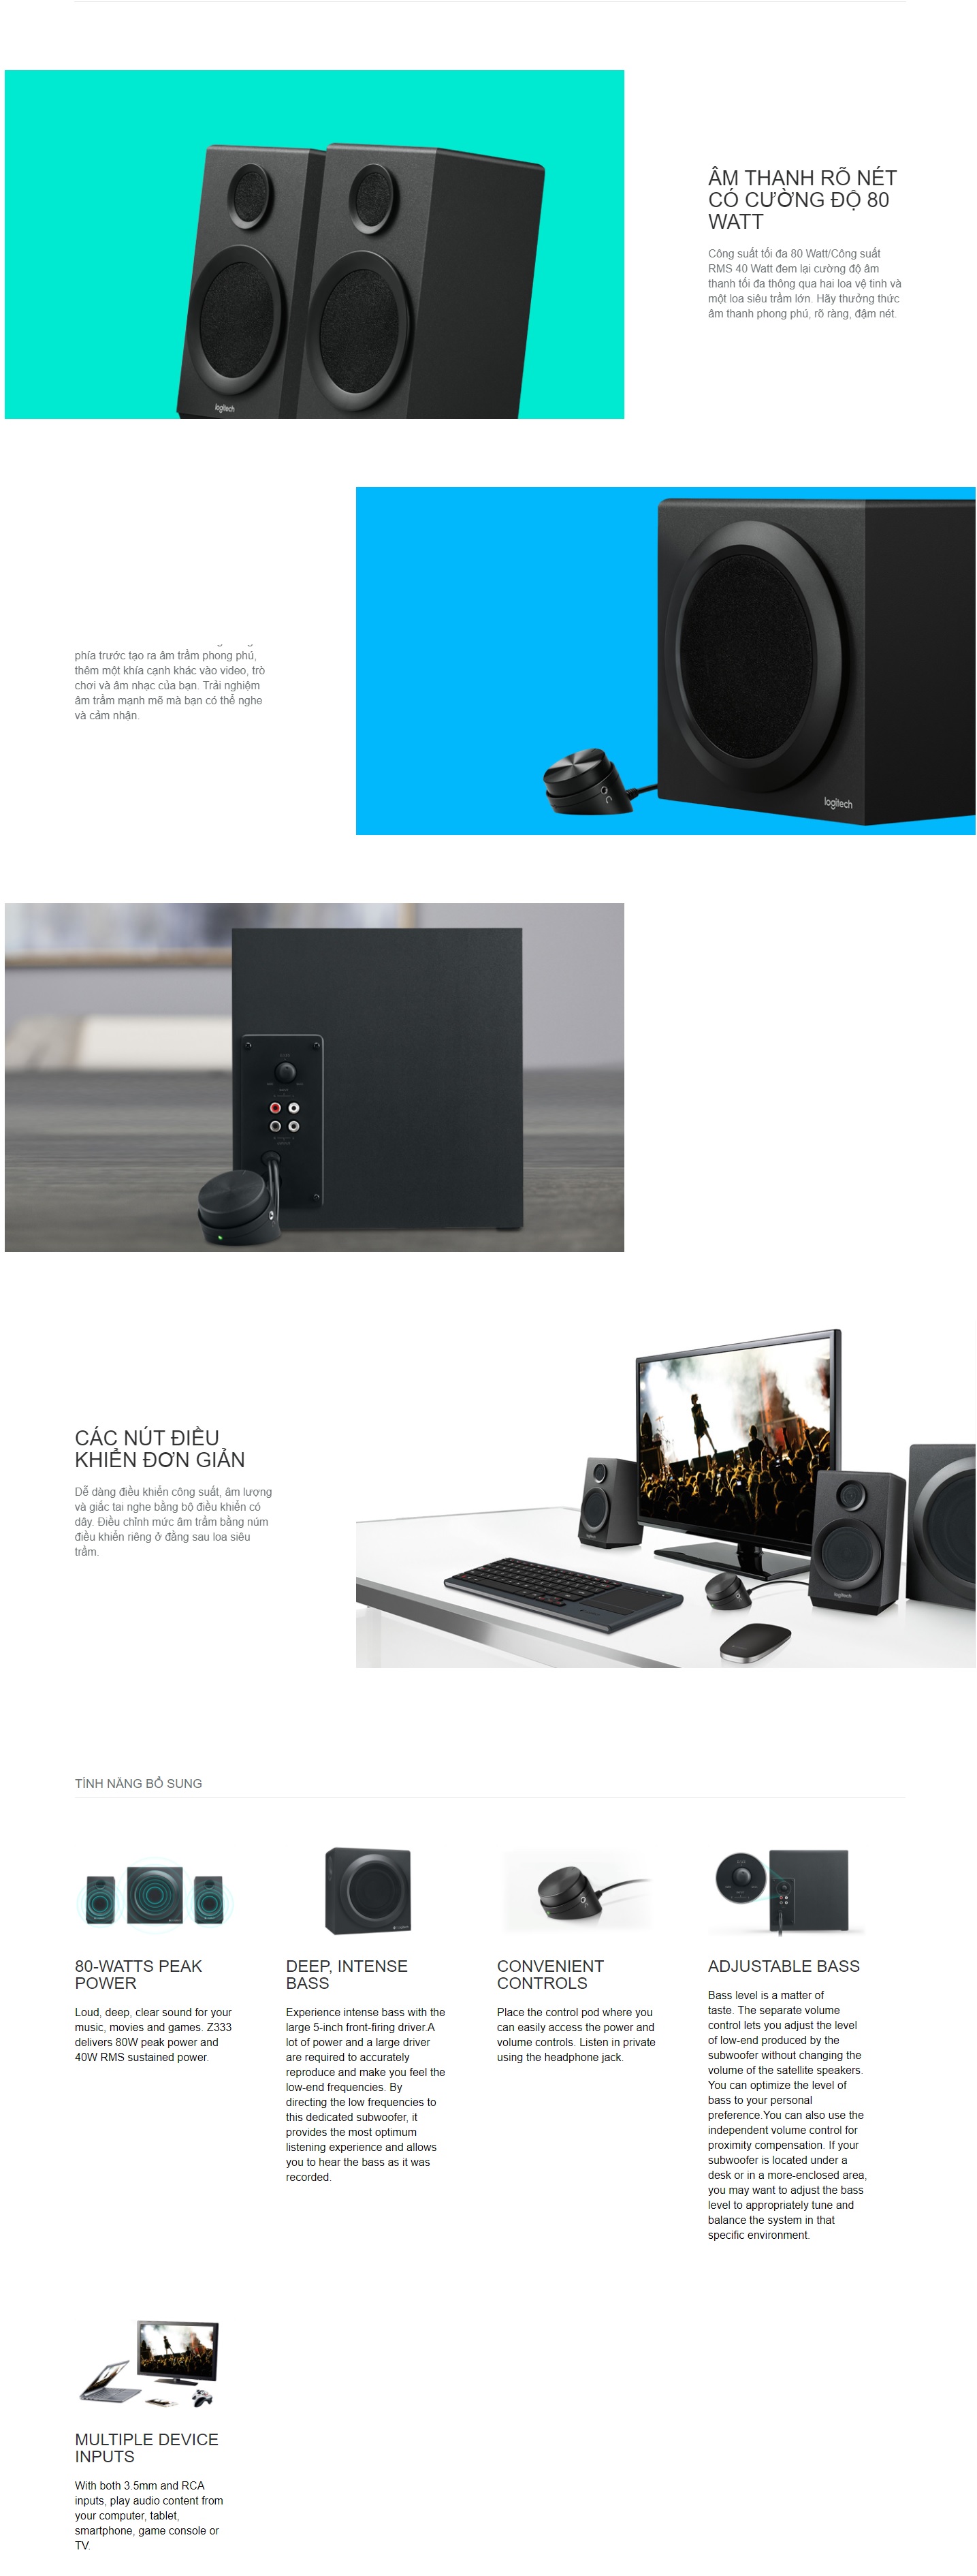 ÂM THANH RÕ NÉT
CÓ CƯỜNG ĐỘ 80
WATT
Công suất tối đa 80 Watt/Công suất
RMS 40 Watt đem lại cường độ âm
thanh tối đa thông qua hai loa vệ tinh và
một loa siêu trầm lớn. Hãy thưởng thức
âm thanh phong phú, rõ ràng, đậm nét.
logitech
phía trước tạo ra âm trầm phong phú,
thêm một khía cạnh khác vào video, trò
chơi và âm nhạc của bạn. Trải nghiệm
âm trầm mạnh mẽ mà bạn có thể nghe
và cảm nhận.
logitech
CÁC NÚT ĐIỀU
KHIỂN ĐƠN GIẢN
Dễ dàng điều khiển công suất, âm lượng
và giắc tai nghe bằng bộ điều khiển có
dây. Điều chỉnh mức âm trầm bằng núm
điều khiển riêng ở đằng sau loa siêu
trầm.
logitech
TÍNH NĂNG BỔ SUNG
80-WATTS PEAK
POWER
Loud, deep, clear sound for your
music, movies and games. Z333
delivers 80W peak power and
40W RMS sustained power.
DEEP, INTENSE
BASS
Experience intense bass with the
large 5-inch front-firing driver.A
lot of power and a large driver
are required to accurately
reproduce and make you feel the
low-end frequencies. By
directing the low frequencies to
this dedicated subwoofer, it
provides the most optimum
listening experience and allows
you to hear the bass as it was
recorded.
CONVENIENT
CONTROLS
Place the control pod where you
can easily access the power and
volume controls. Listen in private
using the headphone jack.
ADJUSTABLE BASS
Bass level is a matter of
taste. The separate volume
control lets you adjust the level
of low-end produced by the
subwoofer without changing the
volume of the satellite speakers.
You can optimize the level of
bass to your personal
preference.You can also use the
independent volume control for
proximity compensation. If your
subwoofer is located under a
desk or in a more-enclosed area,
you may want to adjust the bass
level to appropriately tune and
balance the system in that
specific environment.
MULTIPLE DEVICE
INPUTS
With both 3.5mm and RCA
inputs, play audio content from
your computer, tablet,
smartphone, game console or
TV.